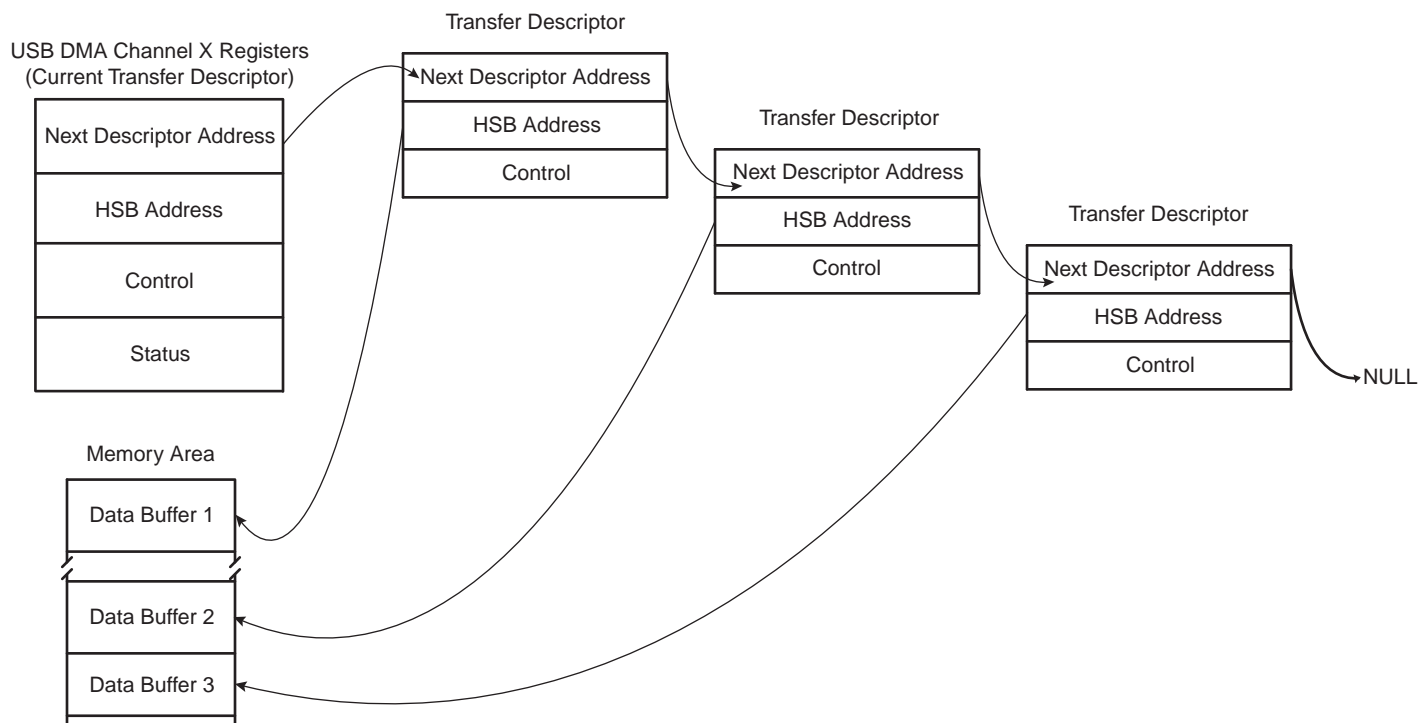 USB DMA Channel X Registers
(Current Transfer Descriptor)
Next Descriptor Address
HSB Address
Control
Status
Transfer Descriptor
Next Descriptor Address
HSB Address
Control
Transfer Descriptor
Next Descriptor Address
HSB Address
Control
Transfer Descriptor
Next Descriptor Address
HSB Address
Control
NULL
Memory Area
Data Buffer 1
Data Buffer 2
Data Buffer 3